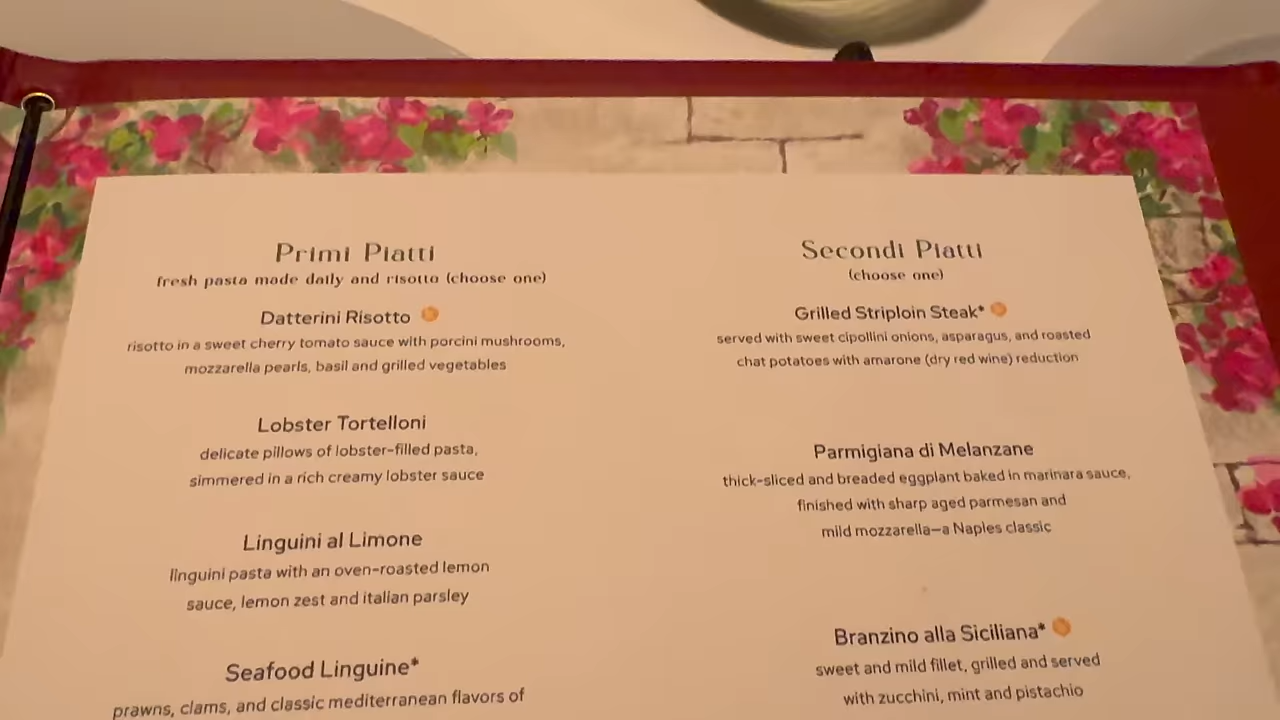 Primi Piatti
fresh pasta made daily and risotto (choose one)
Datterini Risotto
risotto in a sweet cherry tomato sauce with porcini mushrooms,
mozzarella pearls, basil and grilled vegetables
Lobster Tortelloni
delicate pillows of lobster-filled pasta,
simmered in a rich creamy lobster sauce
Linguini al Limone
linguini pasta with an oven-roasted lemon
sauce, lemon zest and italian parsley
Seafood Linguine*
prawns, clams, and classic mediterranean flavors of
Secondi Piatti
(choose one)
Grilled Striploin Steak*
served with sweet cipollini onions, asparagus, and roasted
chat potatoes with amarone (dry red wine) reduction
Parmigiana di Melanzane
thick-sliced and breaded eggplant baked in marinara sauce,
finished with sharp aged parmesan and
mild mozzarella—a Naples classic
Branzino alla Siciliana*
sweet and mild fillet, grilled and served
with zucchini, mint and pistachio